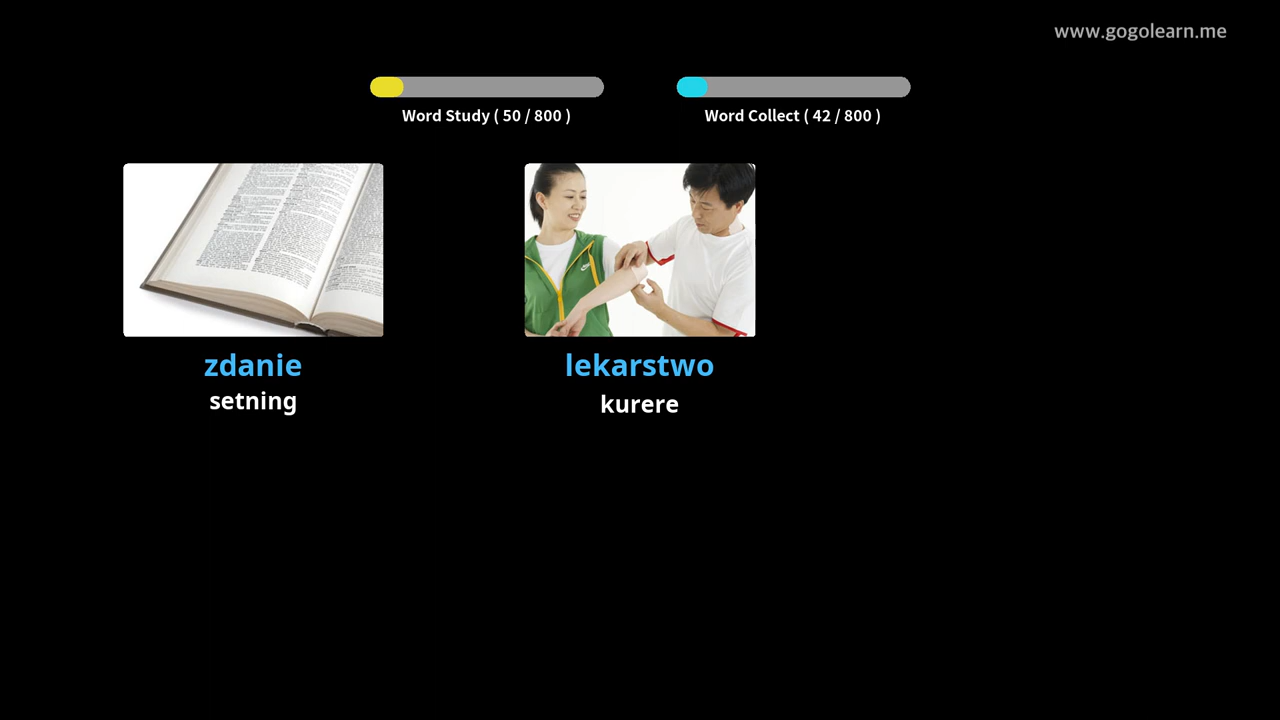 www.gogolearn.me
Word Study ( 50 / 800 )
Word Collect ( 42 / 800 )
zdanie
setning
lekarstwo
kurere